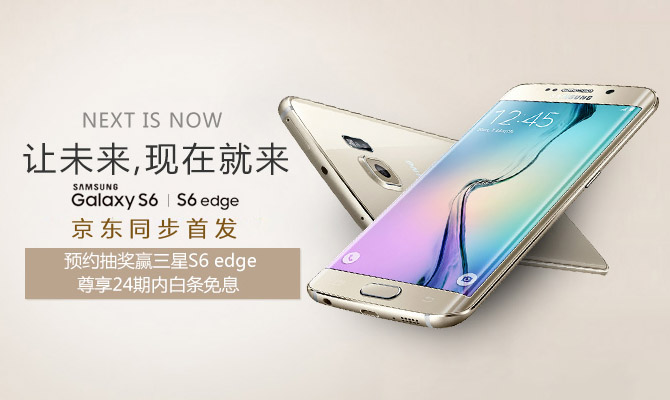 NEXT IS NOW
让未来,现在就来
SAMSUNG
Galaxy S6 | S6 edge
京东同步首发
预约抽奖赢三星S6 edge
尊享24期内白条免息
12:45
SAMSUNG